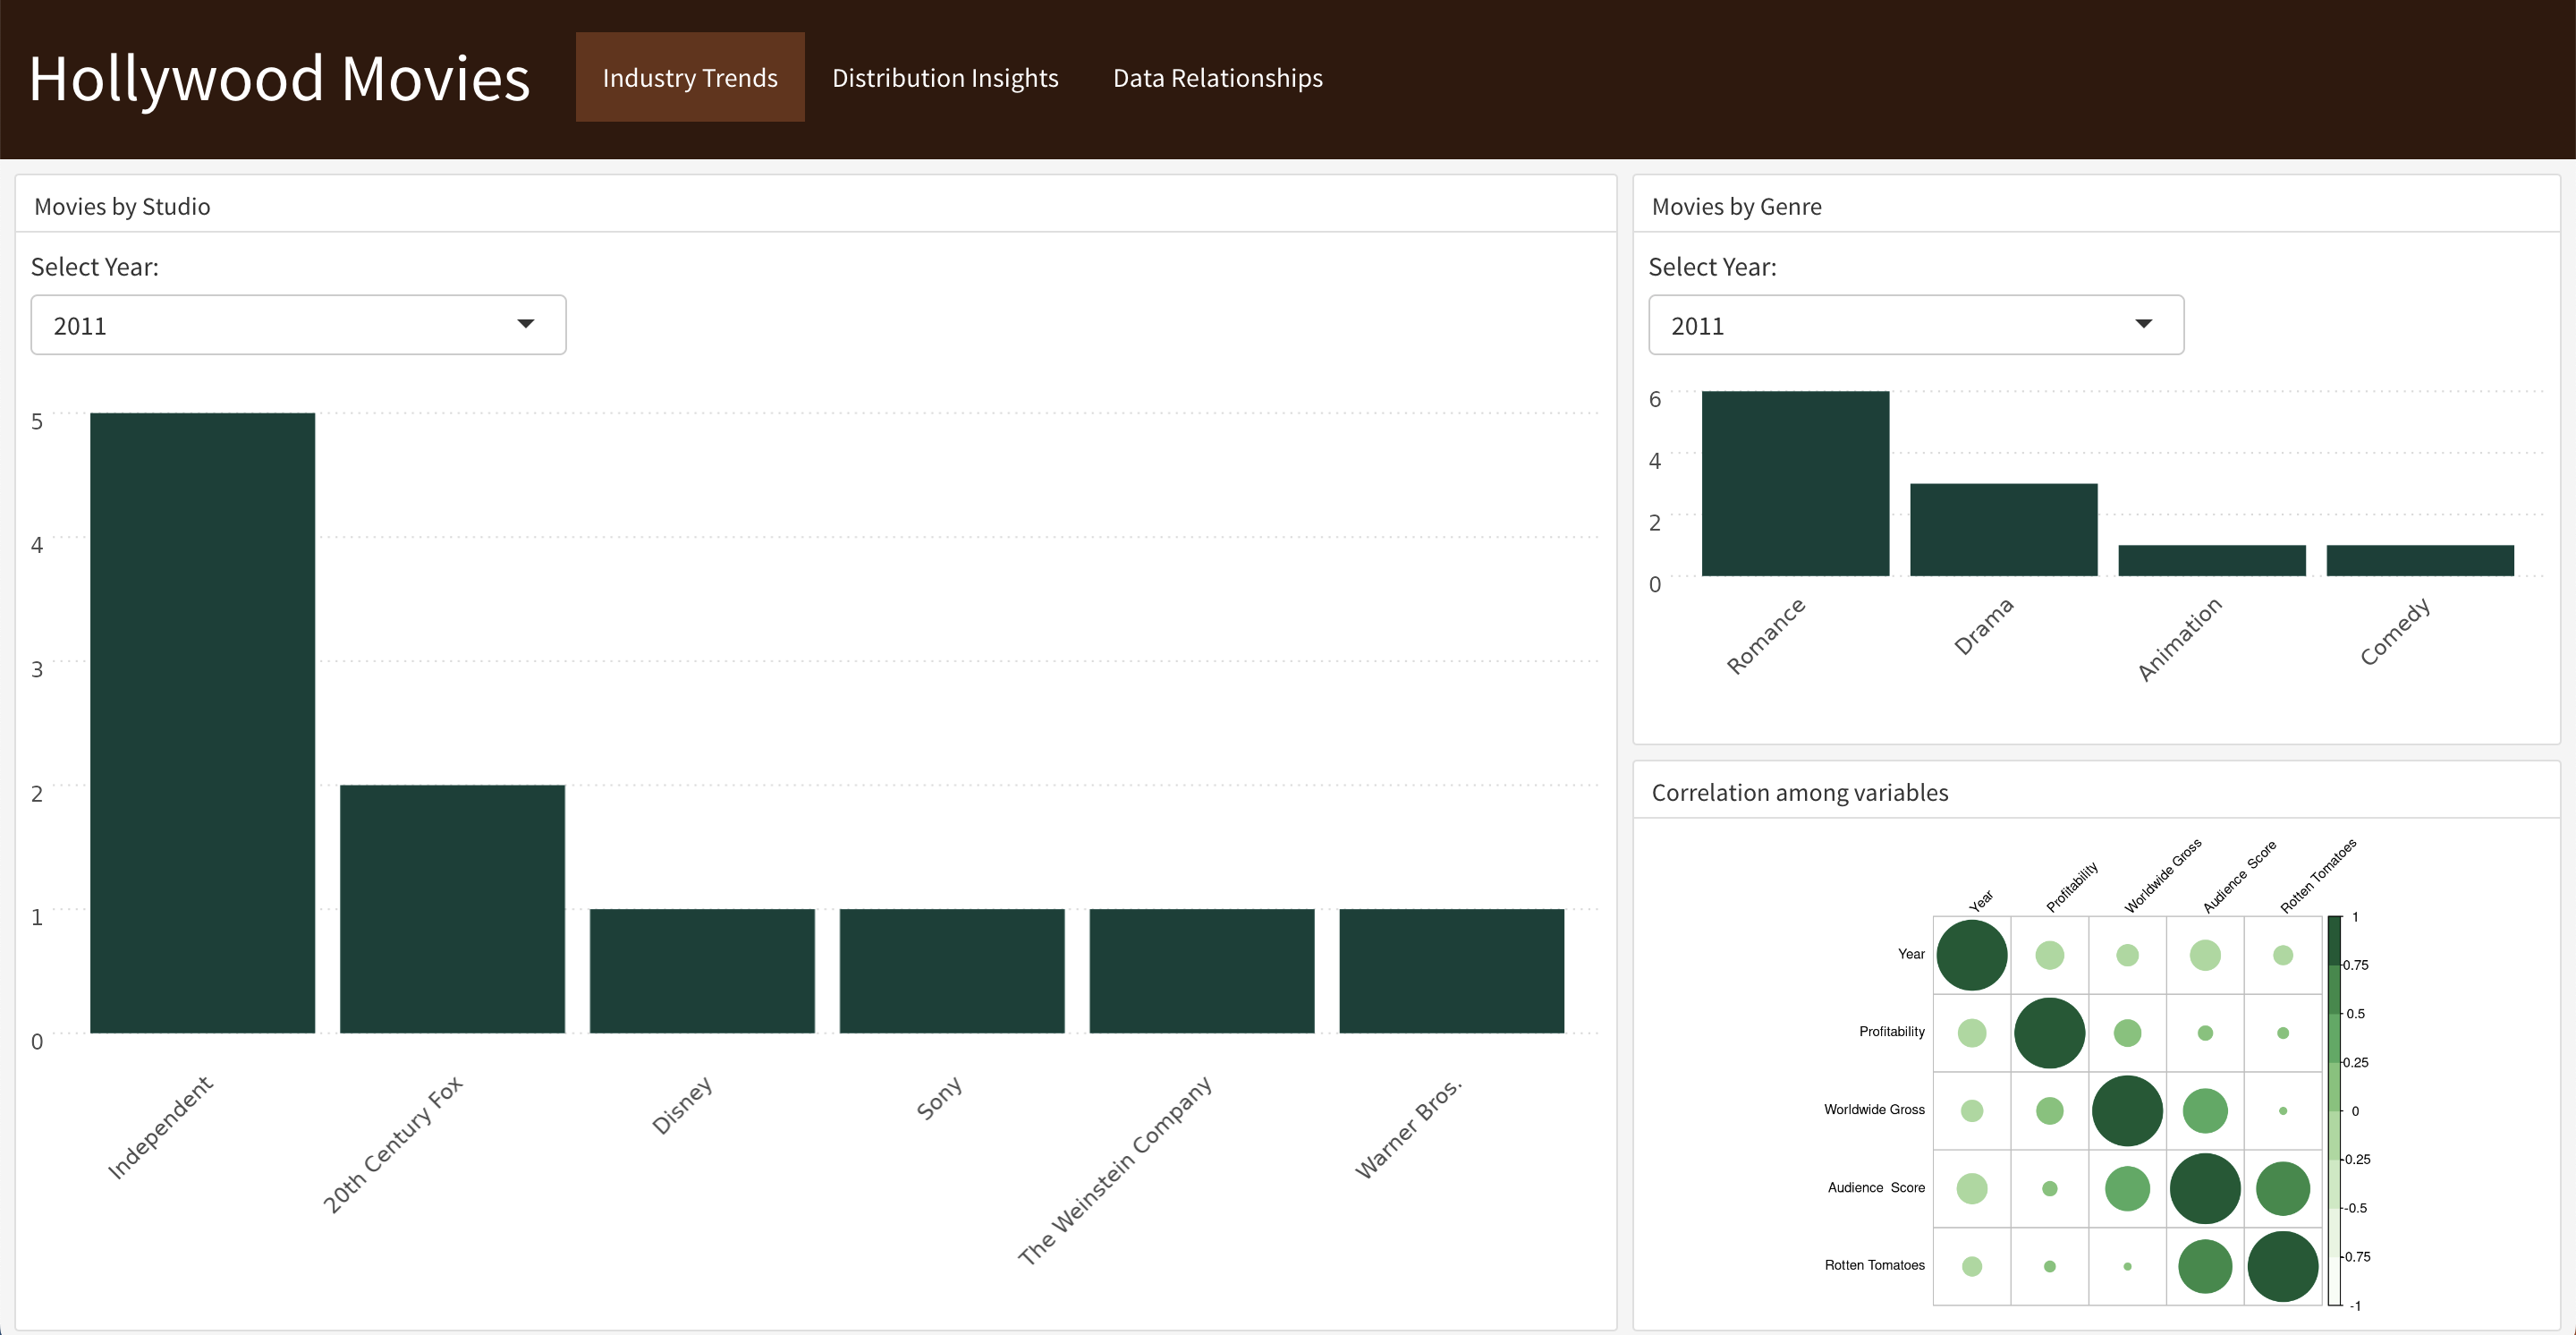 Hollywood Movies
Industry Trends
Distribution Insights
Data Relationships
Movies by Studio
Select Year:
2011
5
4
3
2
1
0
Independent
20th Century Fox
Disney
Sony
The Weinstein Company
Warner Bros.
Movies by Genre
Select Year:
2011
6
4
2
0
Romance
Drama
Animation
Comedy
Correlation among variables
Year
Profitability
Worldwide Gross
Audience  Score
Rotten Tomatoes
Year
Profitability
Worldwide Gross
Audience  Score
Rotten Tomatoes
1
0.75
0.5
0.25
0
-0.25
-0.5
-0.75
-1